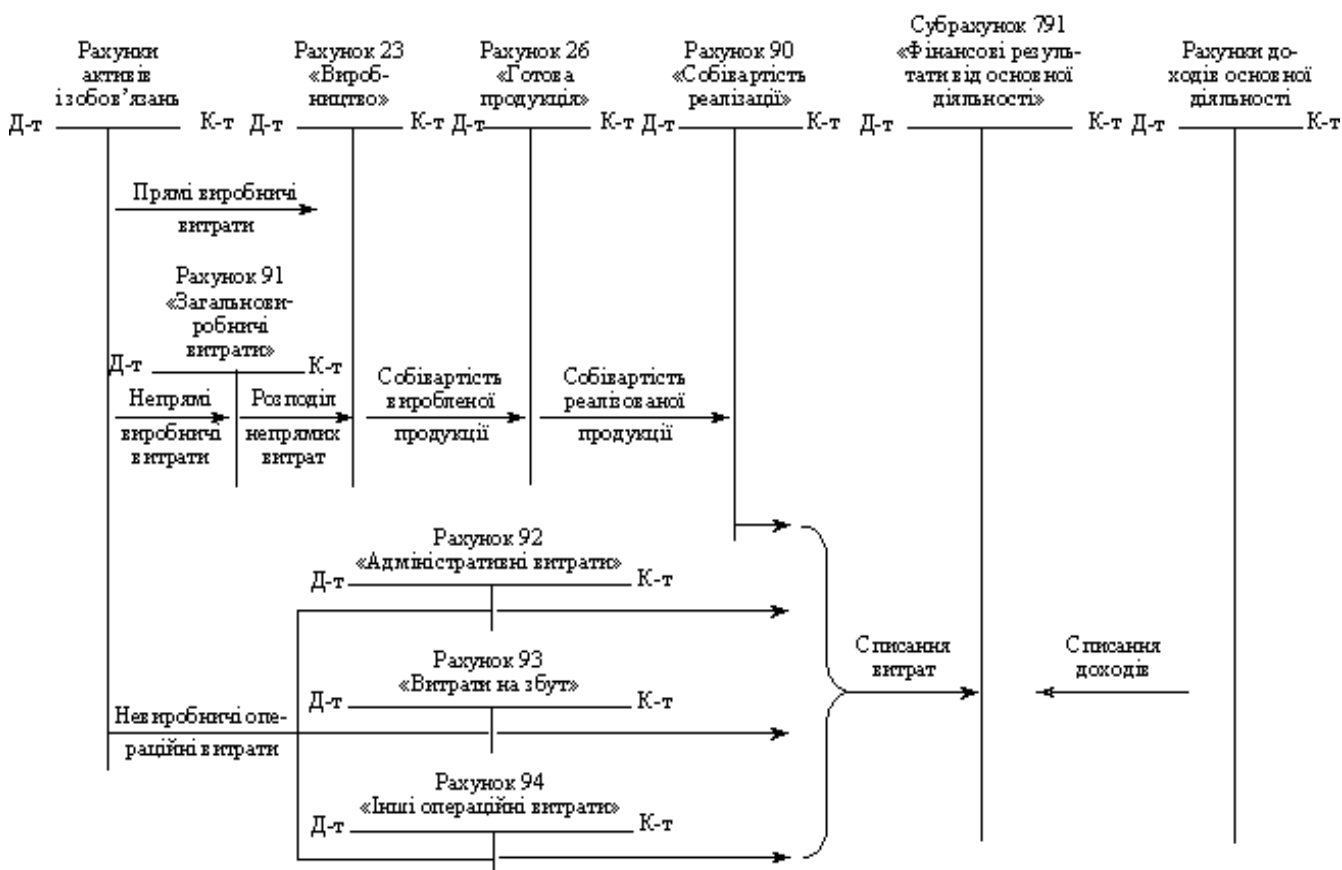 Рахунки
активів
і зобов’язань
Рахунок 23
«Вироб-
ництво»
Рахунок 26
«Готова
продукція»
Рахунок 90
«Собівартість
реалізації»
Субрахунок 791
«Фінансові резуль-
тати від основної
діяльності»
Рахунки до-
ходів основної
діяльності
Д-т К-т Д-т К-т Д-т К-т Д-т К-т Д-т К-т Д-т К-т
Прямі виробничі
витрати
Рахунок 91
«Загальнови-
робничі
витрати»
Д-т К-т
Непрямі
виробничі
витрати
Розподіл
непрямих
витрат
Собівартість
виробленої
продукції
Собівартість
реалізованої
продукції
Рахунок 92
«Адміністративні витрати»
Д-т К-т
Рахунок 93
«Витрати на збут»
Д-т К-т
Невиробничі опе-
раційні витрати
Рахунок 94
«Інші операційні витрати»
Д-т К-т
Списання
витрат
Списання
доходів